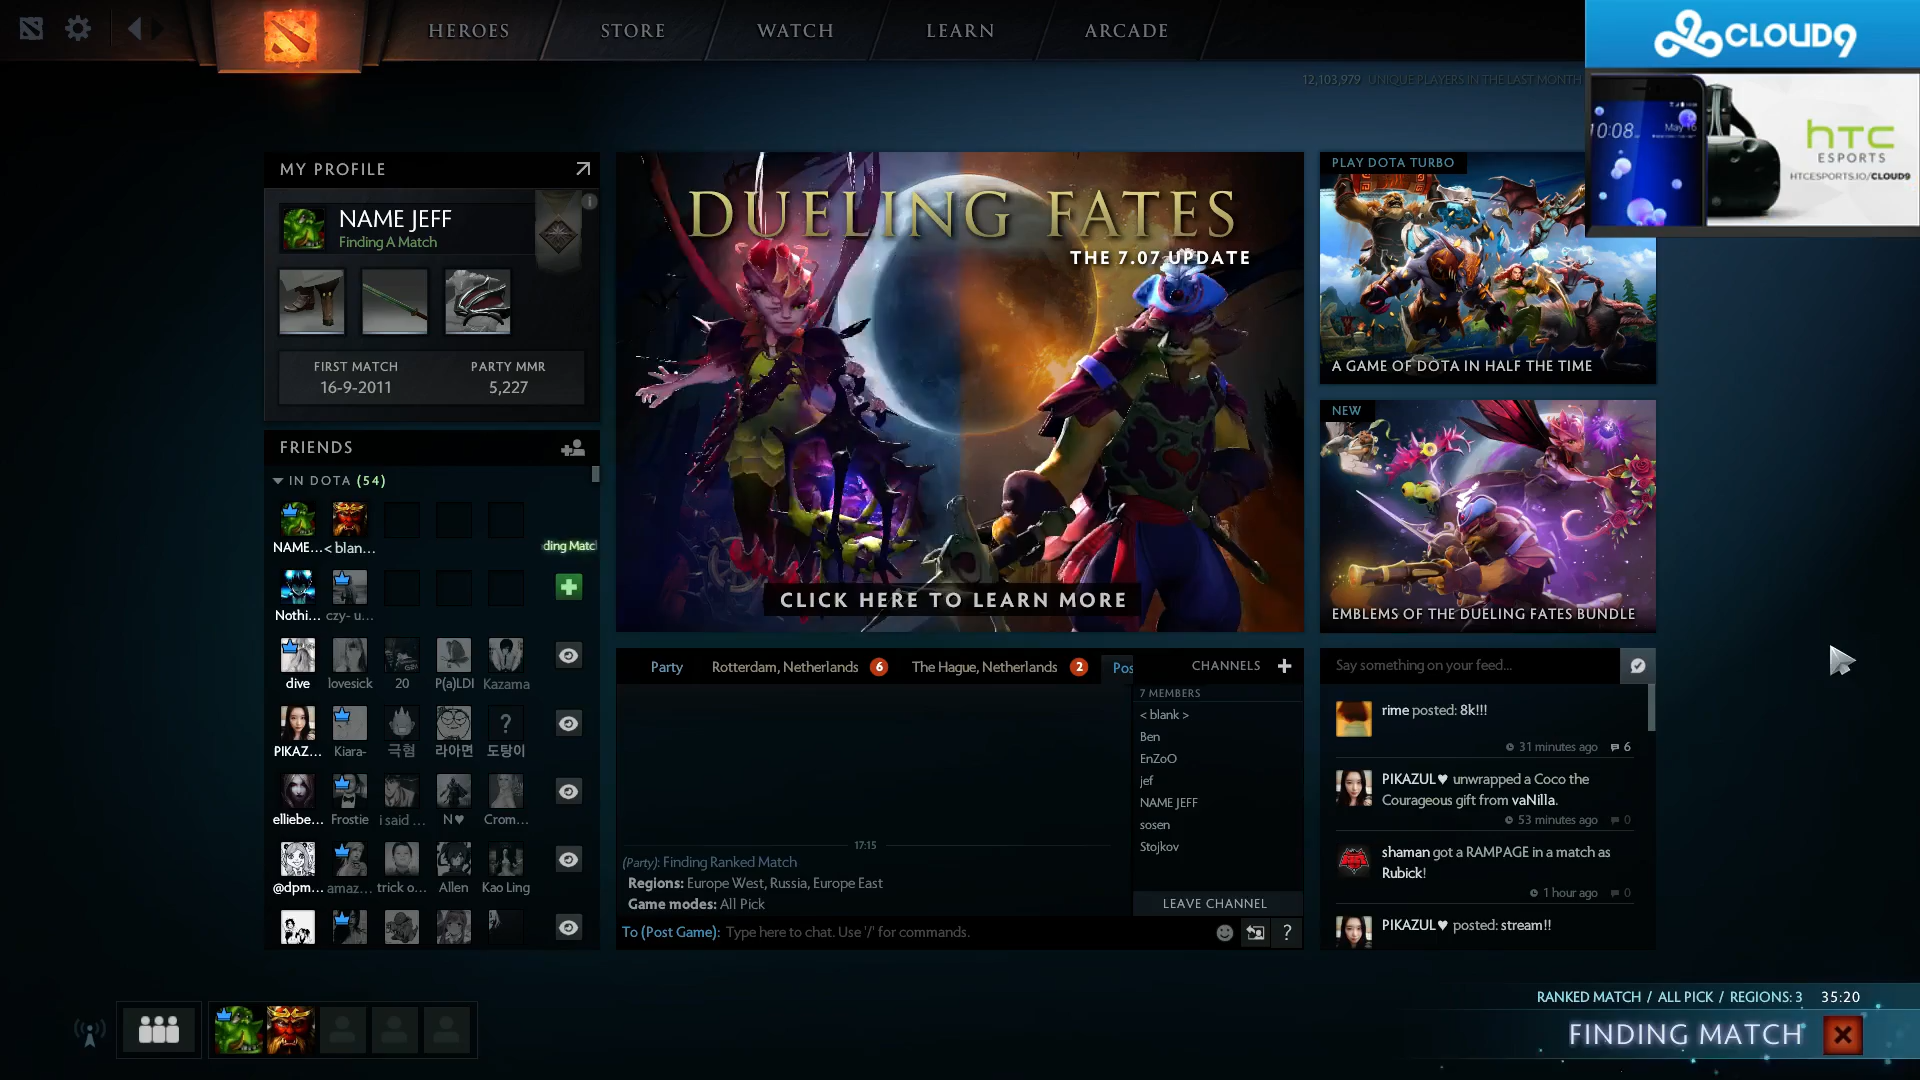 HEROES
STORE
WATCH
LEARN
ARCADE
CLOUD9
12,103,979 UNIQUE PLAYERS IN THE LAST MONTH
10:08
hTC
ESPORTS
HTCESPORTS.IO/CLOUD9
MY PROFILE
NAME JEFF
Finding A Match
FIRST MATCH
16-9-2011
PARTY MMR
5,227
DUELING FATES
THE 7.07 UPDATE
CLICK HERE TO LEARN MORE
PLAY DOTA TURBO
A GAME OF DOTA IN HALF THE TIME
NEW
EMBLEMS OF THE DUELING FATES BUNDLE
FRIENDS
IN DOTA (54)
NAME... < blan...
ding Matc
Nothi... czy- u...
dive lovesick 20 P(a)LDI Kazama
?
PIKAZ... Kiara- 극혐 라아면 도탕이
elliebe... Frostie i said ... N♥ Crom...
@dpm... amaz... trick o... Allen Kao Ling
Party Rotterdam, Netherlands 6 The Hague, Netherlands 2 Pos
CHANNELS
7 MEMBERS
< blank >
Ben
EnZoO
jef
NAME JEFF
sosen
Stojkov
LEAVE CHANNEL
17:15
(Party): Finding Ranked Match
Regions: Europe West, Russia, Europe East
Game modes: All Pick
To (Post Game): Type here to chat. Use '/' for commands.
?
Say something on your feed...
rime posted: 8k!!!
31 minutes ago 6
PIKAZUL♥ unwrapped a Coco the
Courageous gift from vaNilla.
53 minutes ago 0
shaman got a RAMPAGE in a match as
Rubick!
1 hour ago 0
PIKAZUL♥ posted: stream!!
RANKED MATCH / ALL PICK / REGIONS: 3 35:20
FINDING MATCH